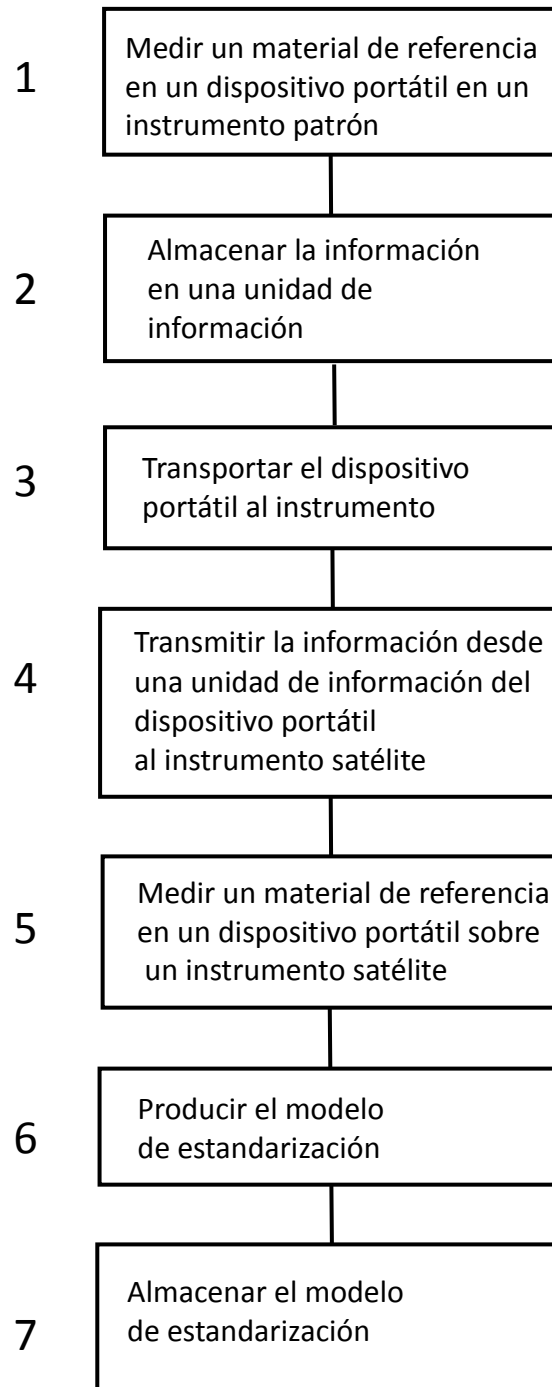 1
Medir un material de referencia
en un dispositivo portátil en un
instrumento patrón
2
Almacenar la información
en una unidad de
información
3
Transportar el dispositivo
portátil al instrumento
4
Transmitir la información desde
una unidad de información del
dispositivo portátil
al instrumento satélite
5
Medir un material de referencia
en un dispositivo portátil sobre
un instrumento satélite
6
Producir el modelo
de estandarización
7
Almacenar el modelo
de estandarización